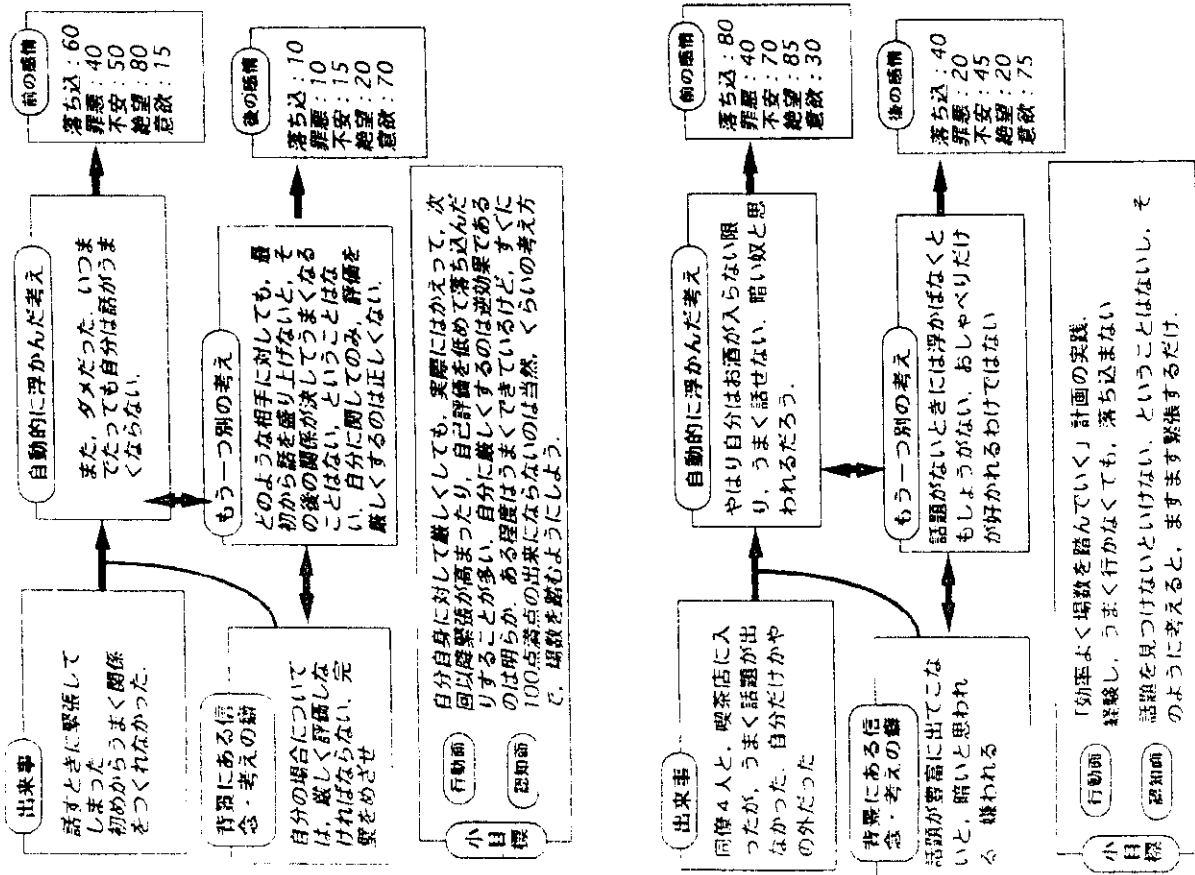 出来事
話すときに緊張して
しまった
初めからうまく関係
をつくれなかった.
自動的に浮かんだ考え
また, ダメだった. いつま
でたっても自分は話がうま
くならない.
前の感情
落ち込:60
罪悪:40
不安:50
絶望:80
意欲:15
背景にある信
念・考えの癖
自分の場合について
は, 厳しく評価しな
ければならない. 完
璧をめざせ
もう一つ別の考え
どのような相手に対しても, 最
初から話を盛り上げないと, そ
の後の関係が決してうまくなる
ことはない, ということはな
い. 自分に関してのみ, 評価を
厳しくするのは正しくない.
後の感情
落ち込:10
罪悪:10
不安:15
絶望:20
意欲:70
小目標
行動面
認知面
自分自身に対して厳しくしても, 実際にはかえって, 次
回以降緊張が高まったり, 自己評価を低めて落ち込んだ
りすることが多い. 自分に厳しくするのは逆効果である
のは明らか. ある程度はうまくできているけど, すぐに
100点満点の出来にならないのは当然, くらいの考え方
で, 場数を踏むようにしよう.
出来事
同僚4人と, 喫茶店に入
ったが, うまく話題が出
なかった. 自分だけかや
の外だった
自動的に浮かんだ考え
やはり自分はお酒が入らない限
り, うまく話せない. 暗い奴と思
われるだろう.
前の感情
落ち込:80
罪悪:40
不安:70
絶望:85
意欲:30
背景にある信
念・考えの癖
話題が豊富に出てこな
いと, 暗いと思われ
る 嫌われる
もう一つ別の考え
話題がないときには浮かばなくと
もしょうがない. おしゃべりだけ
が好かれるわけではない
後の感情
落ち込:40
罪悪:20
不安:45
絶望:20
意欲:75
小目標
行動面
「効率よく場数を踏んでいく」計画の実践.
経験し, うまく行かなくても, 落ち込まない
認知面
話題を見つけないといけない, ということはないし, そ
のように考えると, ますます緊張するだけ.